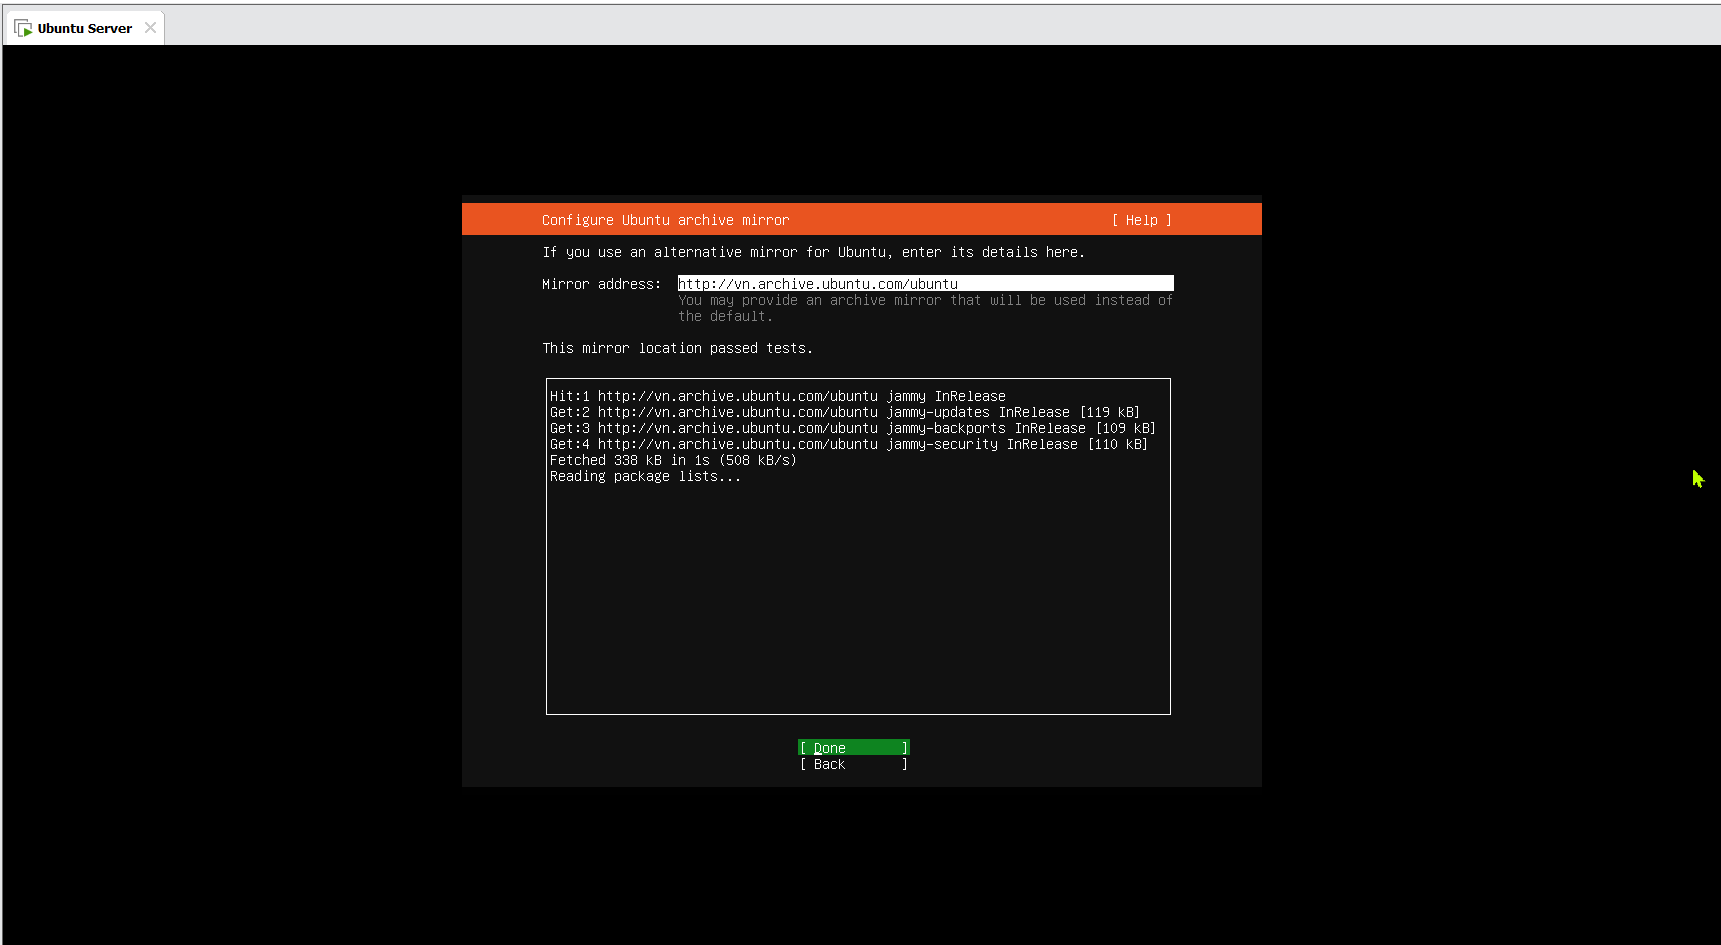 Ubuntu Server
Configure Ubuntu archive mirror [ Help ]
If you use an alternative mirror for Ubuntu, enter its details here.
Mirror address: http://vn.archive.ubuntu.com/ubuntu
You may provide an archive mirror that will be used instead of
the default.
This mirror location passed tests.
Hit:1 http://vn.archive.ubuntu.com/ubuntu jammy InRelease
Get:2 http://vn.archive.ubuntu.com/ubuntu jammy-updates InRelease [119 kB]
Get:3 http://vn.archive.ubuntu.com/ubuntu jammy-backports InRelease [109 kB]
Get:4 http://vn.archive.ubuntu.com/ubuntu jammy-security InRelease [110 kB]
Fetched 338 kB in 1s (508 kB/s)
Reading package lists...
[ Done ]
[ Back ]